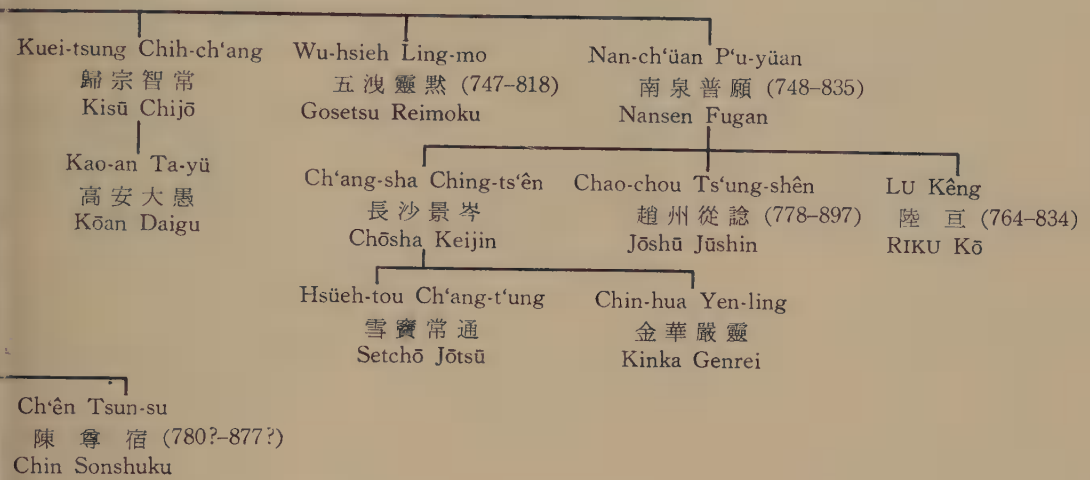 Kuei-tsung Chih-ch‘ang
歸宗智常
Kisū Chijō
Wu-hsieh Ling-mo
五洩靈默 (747–818)
Gosetsu Reimoku
Nan-ch‘üan P‘u-yüan
南泉普願 (748–835)
Nansen Fugan
Kao-an Ta-yü
高安大愚
Kōan Daigu
Ch‘ang-sha Ching-ts‘ên
長沙景岑
Chōsha Keijin
Chao-chou Ts‘ung-shên
趙州從諗 (778–897)
Jōshū Jūshin
LU Kêng
陸亘 (764–834)
RIKU Kō
Hsüeh-tou Ch‘ang-t‘ung
雪竇常通
Setchō Jōtsū
Chin-hua Yen-ling
金華嚴靈
Kinka Genrei
Ch‘ên Tsun-su
陳尊宿 (780?–877?)
Chin Sonshuku